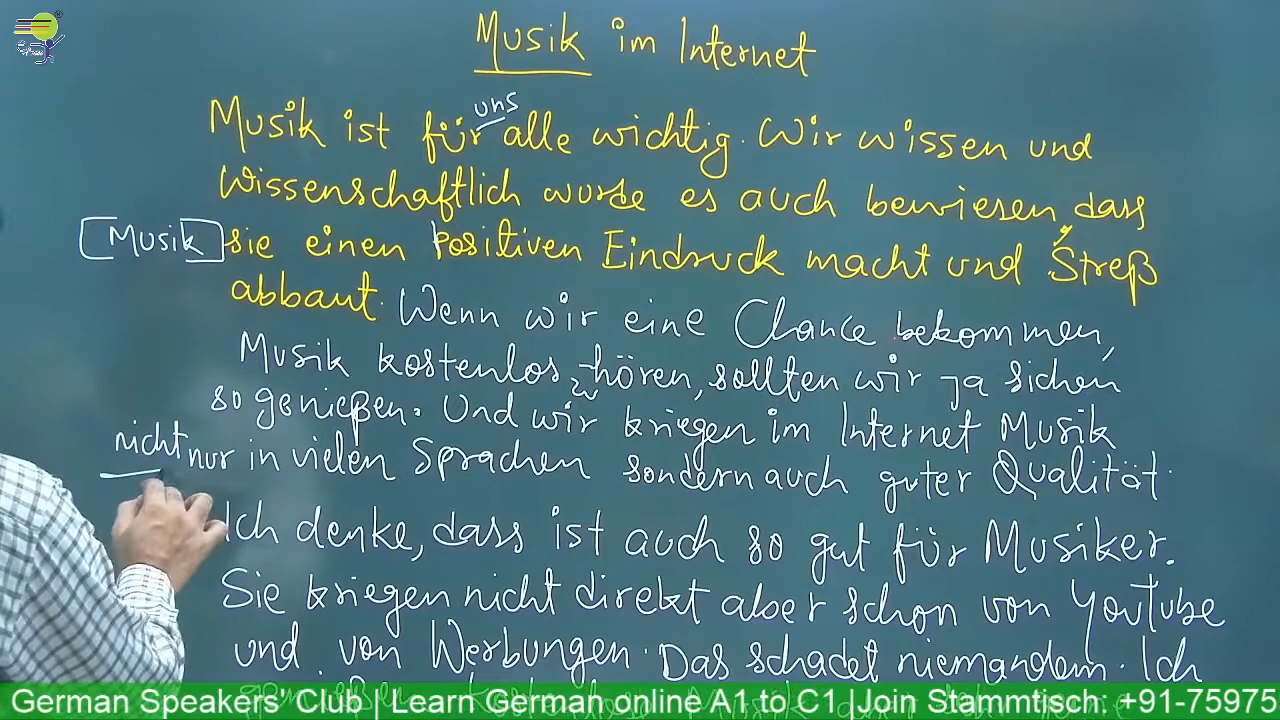 Musik im Internet
uns
Musik ist für alle wichtig. Wir wissen und
wissenschaftlich wurde es auch bewiesen, dass
[Musik] sie einen positiven Eindruck macht und Streß
abbaut. Wenn wir eine Chance bekommen,
Musik kostenlos zu hören, sollten wir ja
so genießen. Und wir kriegen im Internet Musik
nicht nur in vielen Sprachen sondern auch guter Qualität.
Ich denke, dass ist auch so gut für Musiker.
Sie kriegen nicht direkt aber schon von YouTube
und von Werbungen. Das schadet niemandem. Ich
German Speakers' Club | Learn German online A1 to C1 |Join Stammtisch: +91-75975